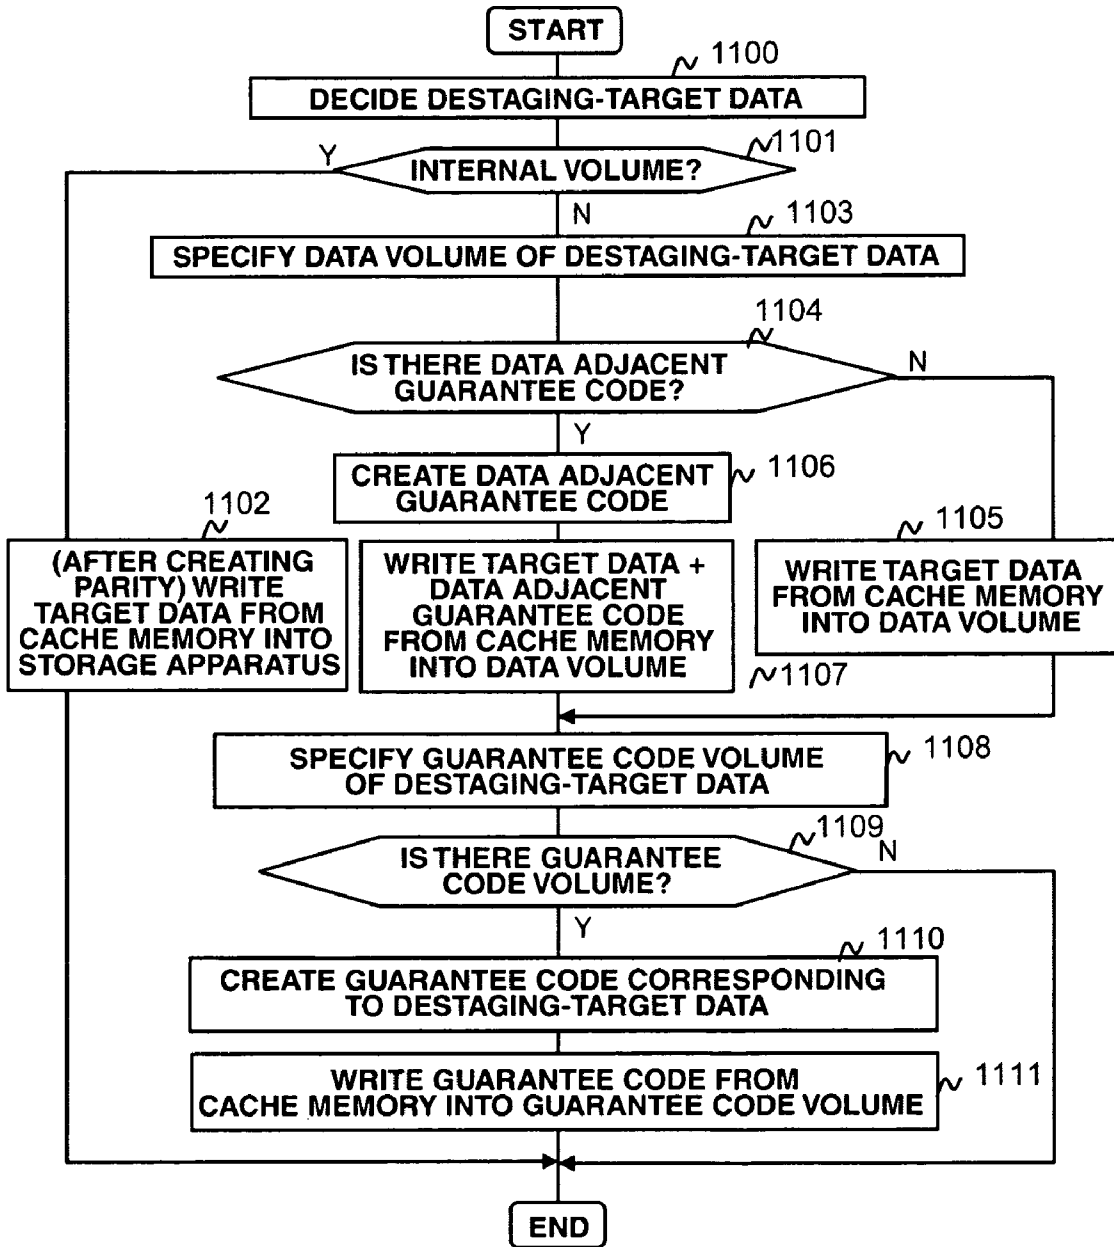 START
1100
DECIDE DESTAGING-TARGET DATA
1101
Y
INTERNAL VOLUME?
N
1103
SPECIFY DATA VOLUME OF DESTAGING-TARGET DATA
1104
IS THERE DATA ADJACENT
GUARANTEE CODE?
N
Y
CREATE DATA ADJACENT
GUARANTEE CODE
1106
1102
(AFTER CREATING
PARITY) WRITE
TARGET DATA FROM
CACHE MEMORY INTO
STORAGE APPARATUS
WRITE TARGET DATA +
DATA ADJACENT
GUARANTEE CODE
FROM CACHE MEMORY
INTO DATA VOLUME
1107
1105
WRITE TARGET DATA
FROM CACHE MEMORY
INTO DATA VOLUME
SPECIFY GUARANTEE CODE VOLUME
OF DESTAGING-TARGET DATA
1108
1109
IS THERE GUARANTEE
CODE VOLUME?
N
Y
1110
CREATE GUARANTEE CODE CORRESPONDING
TO DESTAGING-TARGET DATA
WRITE GUARANTEE CODE FROM
CACHE MEMORY INTO GUARANTEE CODE VOLUME
1111
END